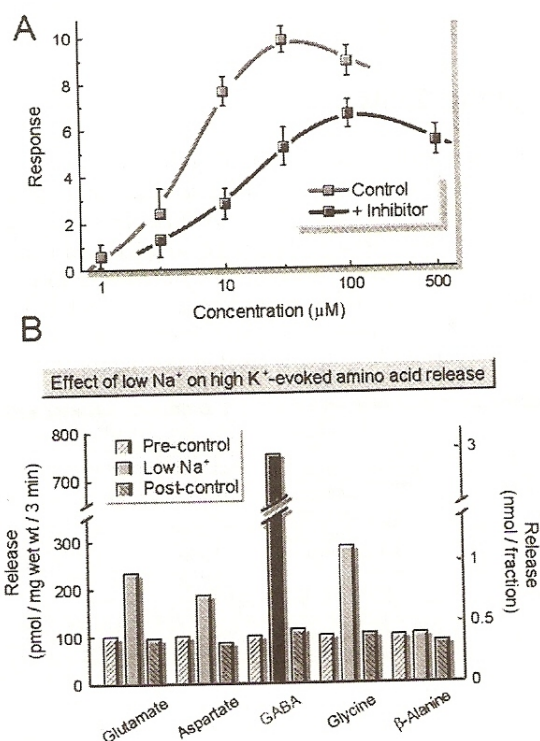 A
10
8
6
4
2
0
Response
Control
+ Inhibitor
1
10
100
500
Concentration (µM)
B
Effect of low Na⁺ on high K⁺-evoked amino acid release
800
700
300
200
100
0
Release
(pmol / mg wet wt / 3 min)
Pre-control
Low Na⁺
Post-control
3
1
0.5
0
Release
(nmol / fraction)
Glutamate
Aspartate
GABA
Glycine
β-Alanine